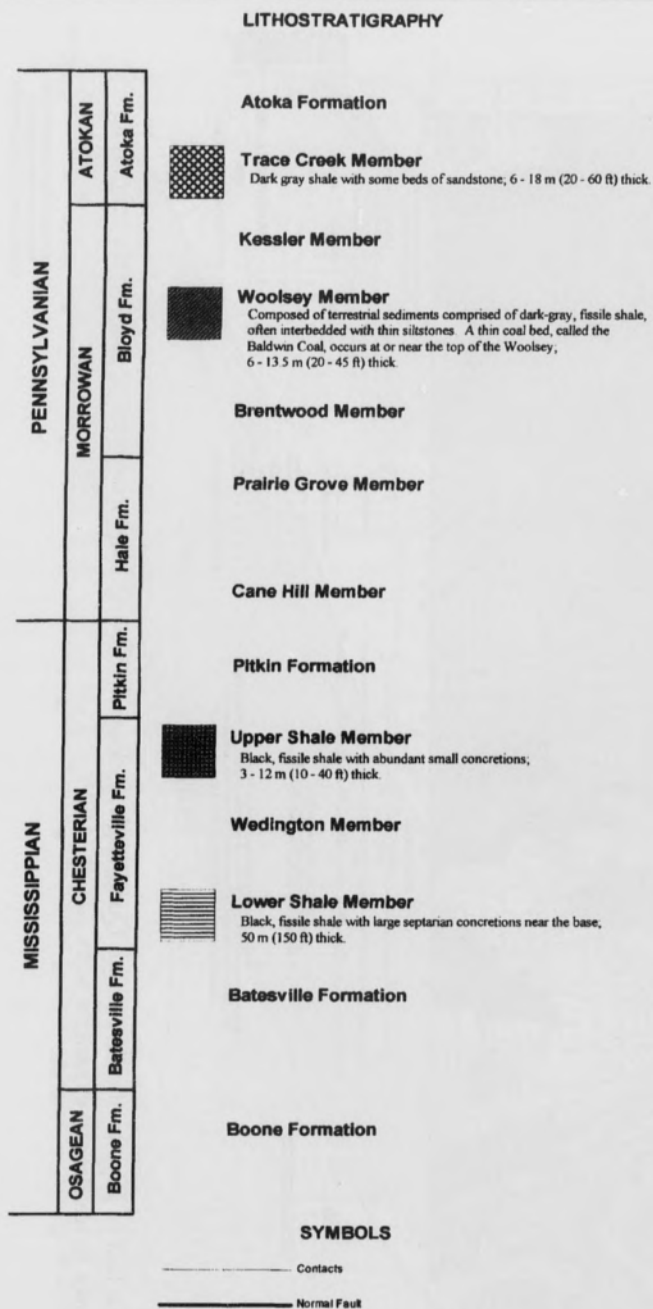 LITHOSTRATIGRAPHY
PENNSYLVANIAN
MISSISSIPPIAN
ATOKAN
MORROWAN
CHESTERIAN
OSAGEAN
Atoka Fm.
Bloyd Fm.
Hale Fm.
Pitkin Fm.
Fayetteville Fm.
Batesville Fm.
Boone Fm.
Atoka Formation
Trace Creek Member
Dark gray shale with some beds of sandstone; 6 - 18 m (20 - 60 ft) thick.
Kessler Member
Woolsey Member
Composed of terrestrial sediments comprised of dark-gray, fissile shale,
often interbedded with thin siltstones. A thin coal bed, called the
Baldwin Coal, occurs at or near the top of the Woolsey;
6 - 13.5 m (20 - 45 ft) thick.
Brentwood Member
Prairie Grove Member
Cane Hill Member
Pitkin Formation
Upper Shale Member
Black, fissile shale with abundant small concretions;
3 - 12 m (10 - 40 ft) thick.
Wedington Member
Lower Shale Member
Black, fissile shale with large septarian concretions near the base;
50 m (150 ft) thick.
Batesville Formation
Boone Formation
SYMBOLS
Contacts
Normal Fault